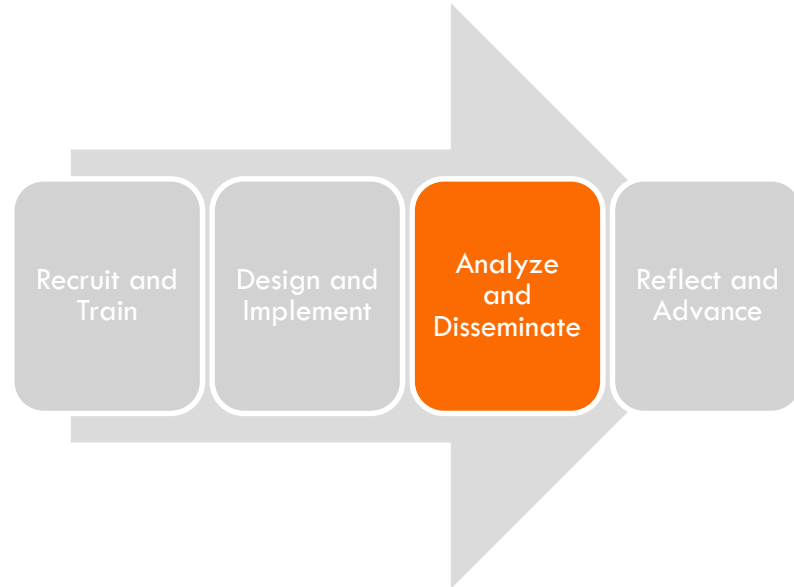 Recruit and
Train
Design and
Implement
Analyze
and
Disseminate
Reflect and
Advance